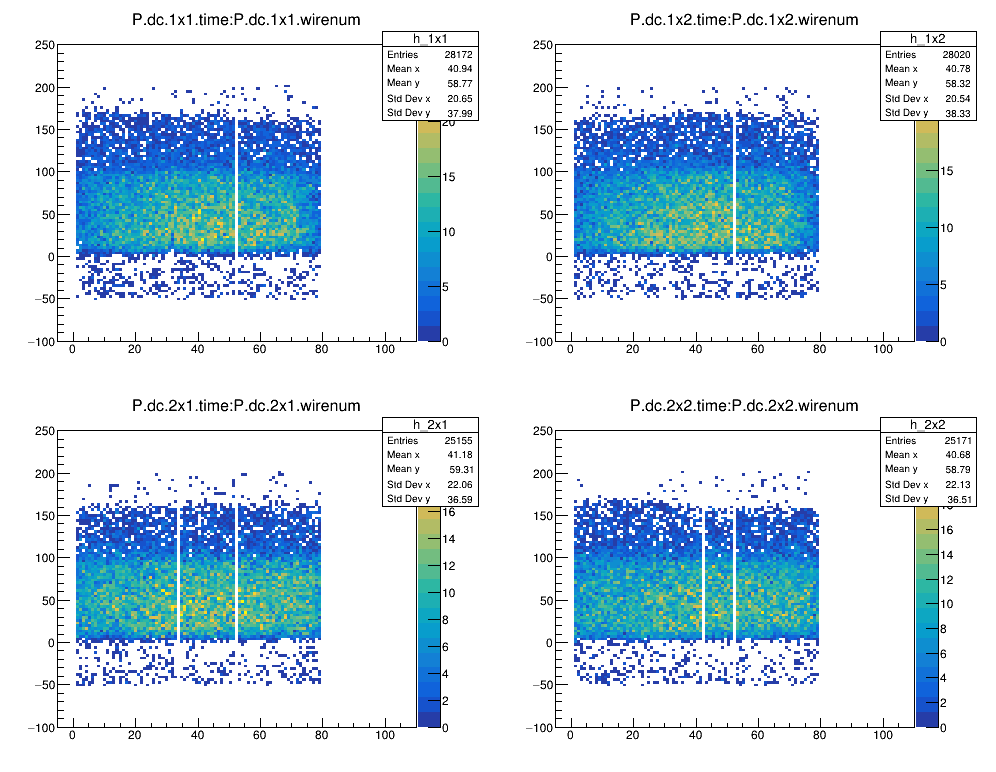 P.dc.1x1.time:P.dc.1x1.wirenum
h_1x1
Entries 28172
Mean x 40.94
Mean y 58.77
Std Dev x 20.65
Std Dev y 37.99
250
200
150
100
50
0
−50
−100
0 20 40 60 80 100
20
15
10
5
0
P.dc.1x2.time:P.dc.1x2.wirenum
h_1x2
Entries 28020
Mean x 40.78
Mean y 58.32
Std Dev x 20.54
Std Dev y 38.33
250
200
150
100
50
0
−50
−100
0 20 40 60 80 100
15
10
5
0
P.dc.2x1.time:P.dc.2x1.wirenum
h_2x1
Entries 25155
Mean x 41.18
Mean y 59.31
Std Dev x 22.06
Std Dev y 36.59
250
200
150
100
50
0
−50
−100
0 20 40 60 80 100
16
14
12
10
8
6
4
2
0
P.dc.2x2.time:P.dc.2x2.wirenum
h_2x2
Entries 25171
Mean x 40.68
Mean y 58.79
Std Dev x 22.13
Std Dev y 36.51
250
200
150
100
50
0
−50
−100
0 20 40 60 80 100
16
14
12
10
8
6
4
2
0